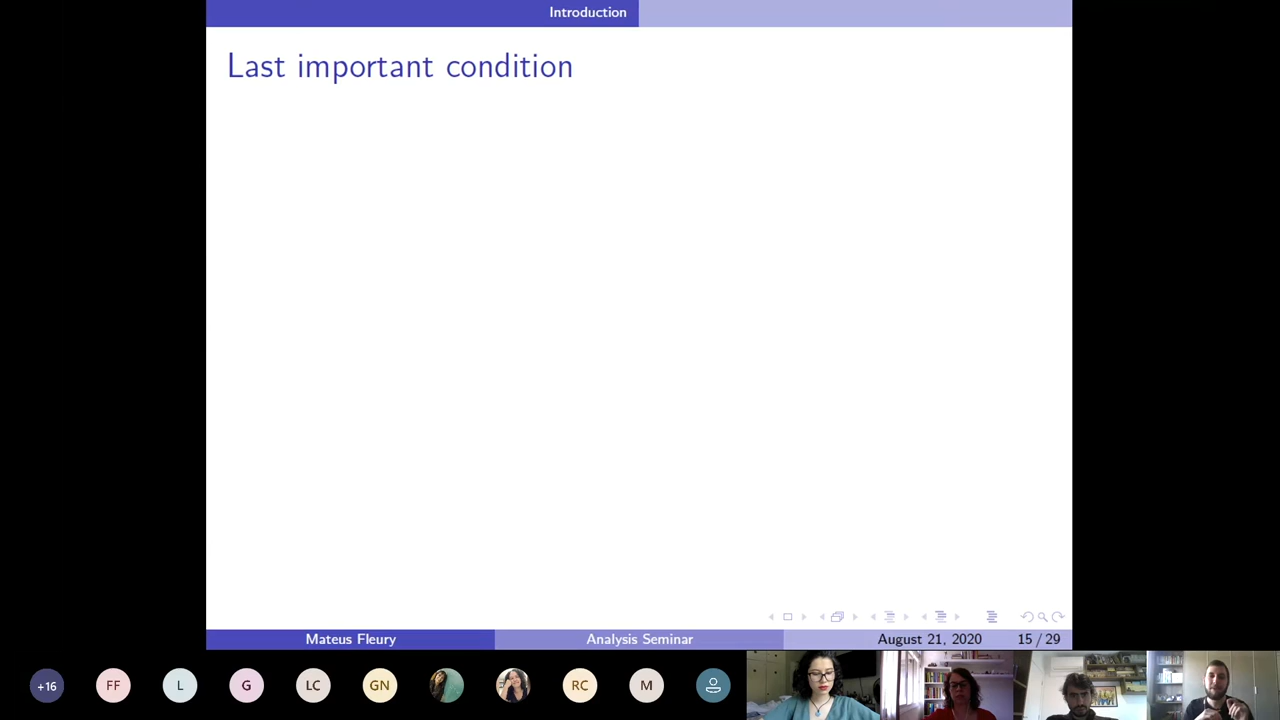 Introduction
Last important condition
Mateus Fleury
Analysis Seminar
August 21, 2020
15 / 29
+16
FF
L
G
LC
GN
RC
M